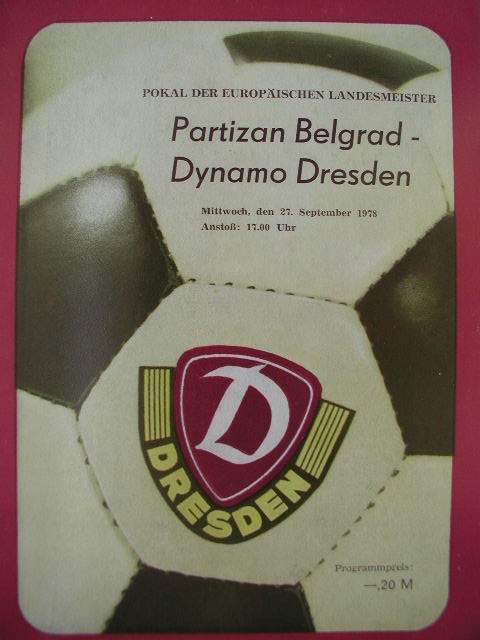 POKAL DER EUROPÄISCHEN LANDESMEISTER
Partizan Belgrad -
Dynamo Dresden
Mittwoch, den 27. September 1978
Anstoß: 17.00 Uhr
D
DRESDEN
Programmpreis:
—,20 M